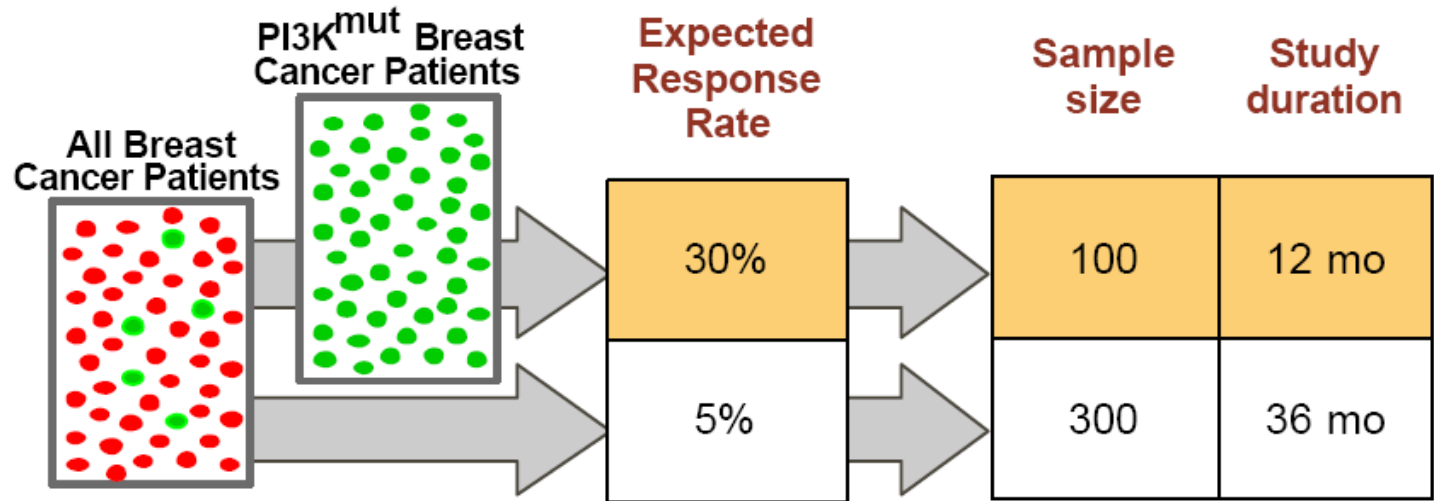 PI3Kmut Breast
Cancer Patients
All Breast
Cancer Patients
Expected
Response
Rate
Sample
size
Study
duration
30%
100
12 mo
5%
300
36 mo